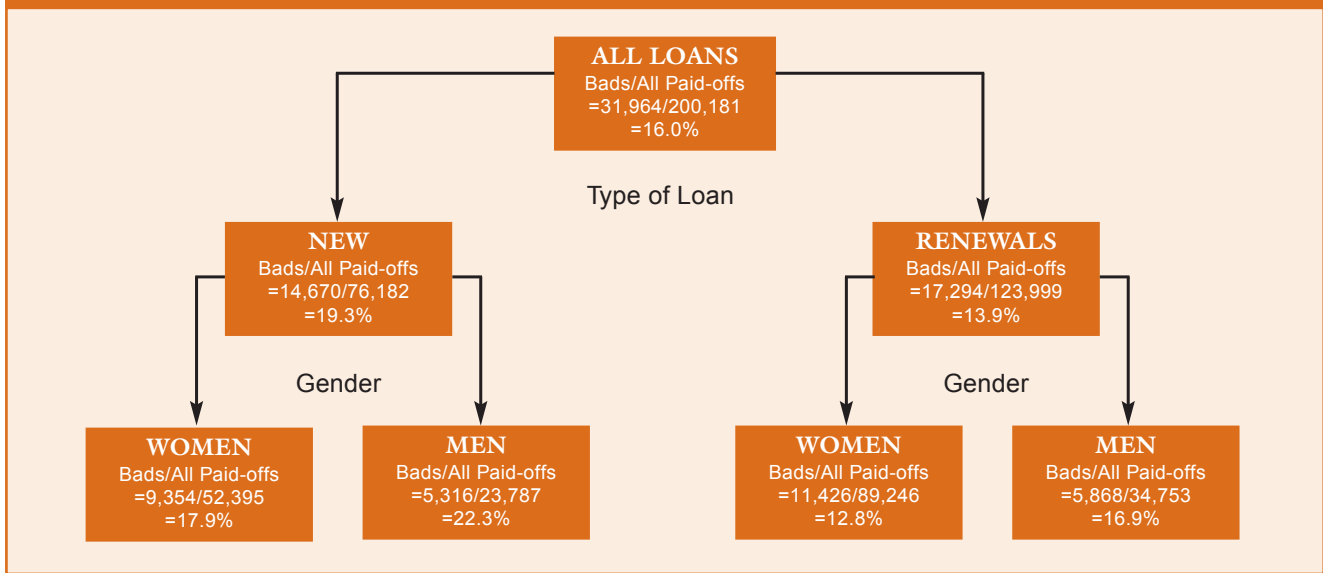 ALL LOANS
Bads/All Paid-offs
=31,964/200,181
=16.0%
Type of Loan
NEW
Bads/All Paid-offs
=14,670/76,182
=19.3%
RENEWALS
Bads/All Paid-offs
=17,294/123,999
=13.9%
Gender
Gender
WOMEN
Bads/All Paid-offs
=9,354/52,395
=17.9%
MEN
Bads/All Paid-offs
=5,316/23,787
=22.3%
WOMEN
Bads/All Paid-offs
=11,426/89,246
=12.8%
MEN
Bads/All Paid-offs
=5,868/34,753
=16.9%